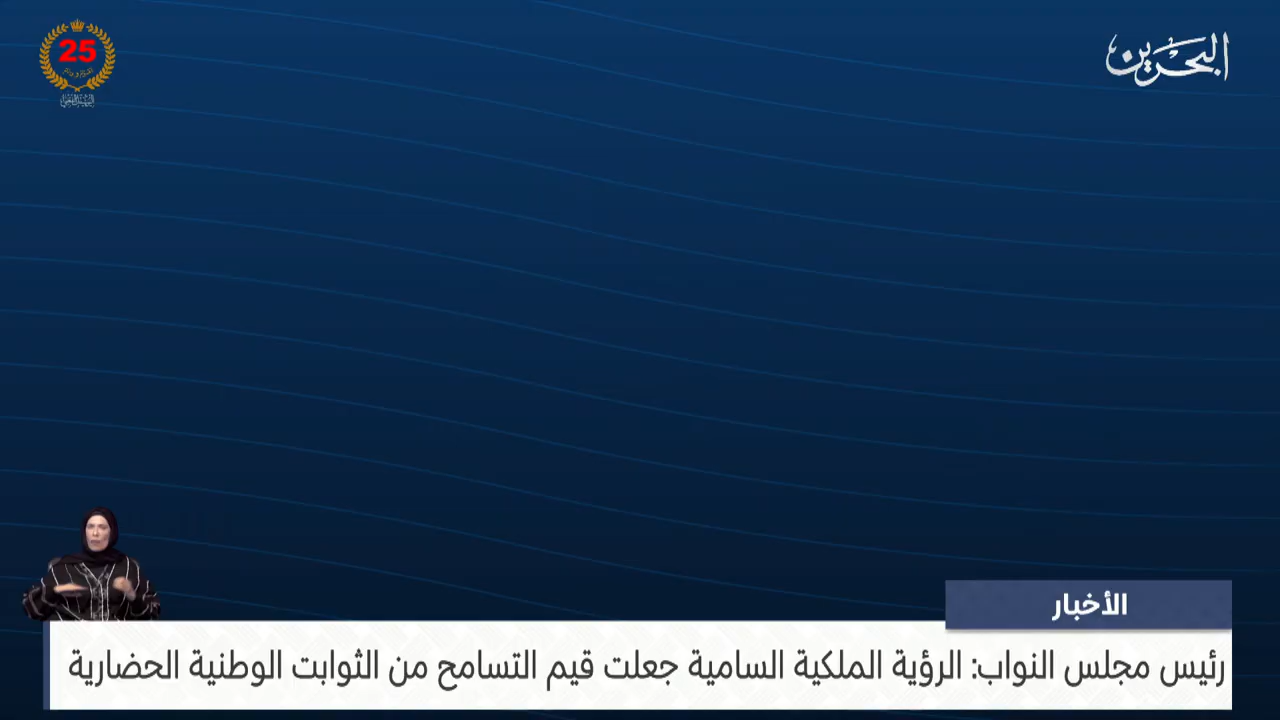 البحرين
25
الأخبار
رئيس مجلس النواب: الرؤية الملكية السامية جعلت قيم التسامح من الثوابت الوطنية الحضارية